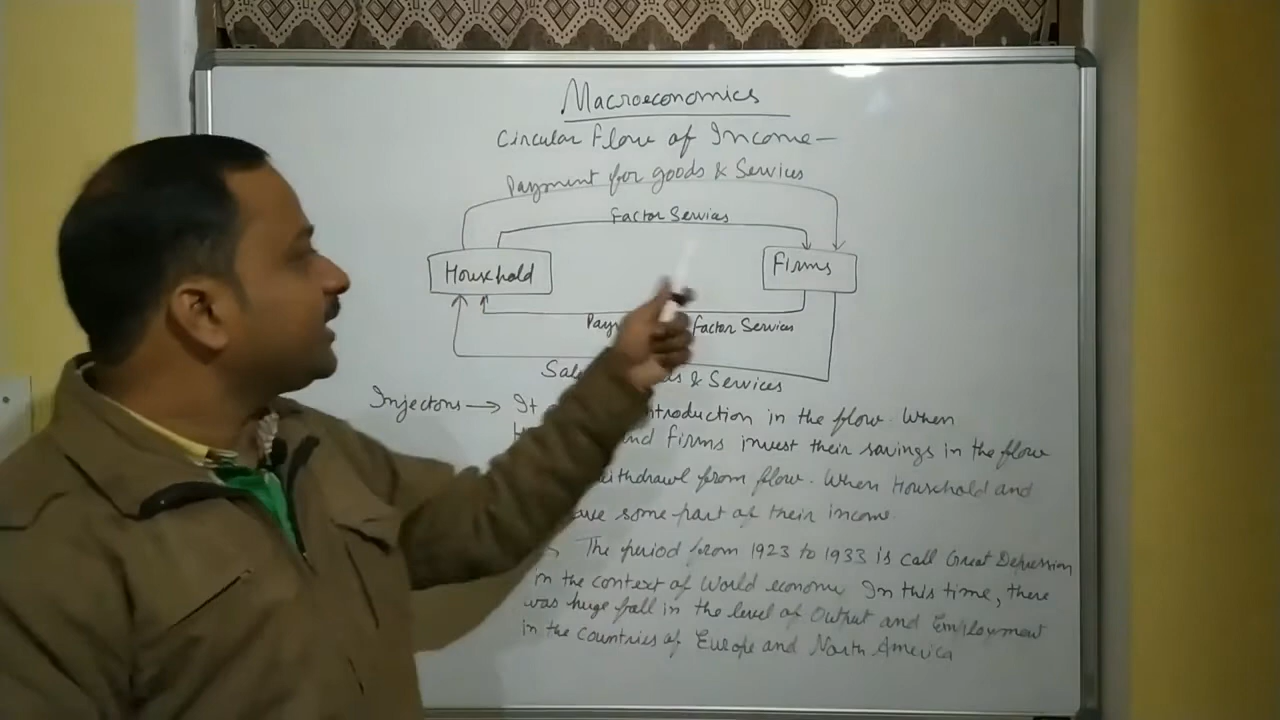 Macroeconomics
Circular Flow of Income –
Payment for goods & Services
Factor Services
Household
Firms
Factor Services
& Services
Injectons → It introduction in the flow. When
and firms invest their savings in the flow
withdrawl from flow. When Household and
some part of their income
→ The period from 1923 to 1933 is call Great Depression
in the context of World economy In this time, there
was huge fall in the level of Output and Employment
in the countries of Europe and North America